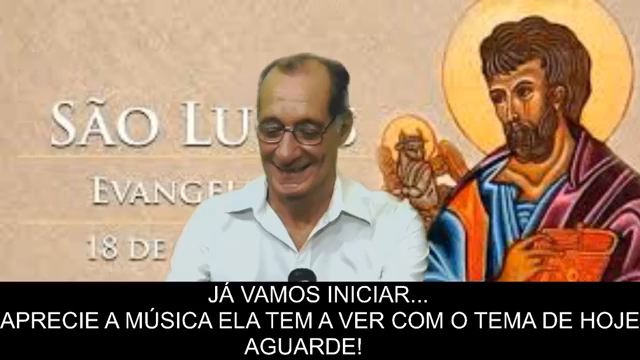 SÃO LU S
EVANGEL
18 DE
JÁ VAMOS INICIAR...
APRECIE A MÚSICA ELA TEM A VER COM O TEMA DE HOJE
AGUARDE!